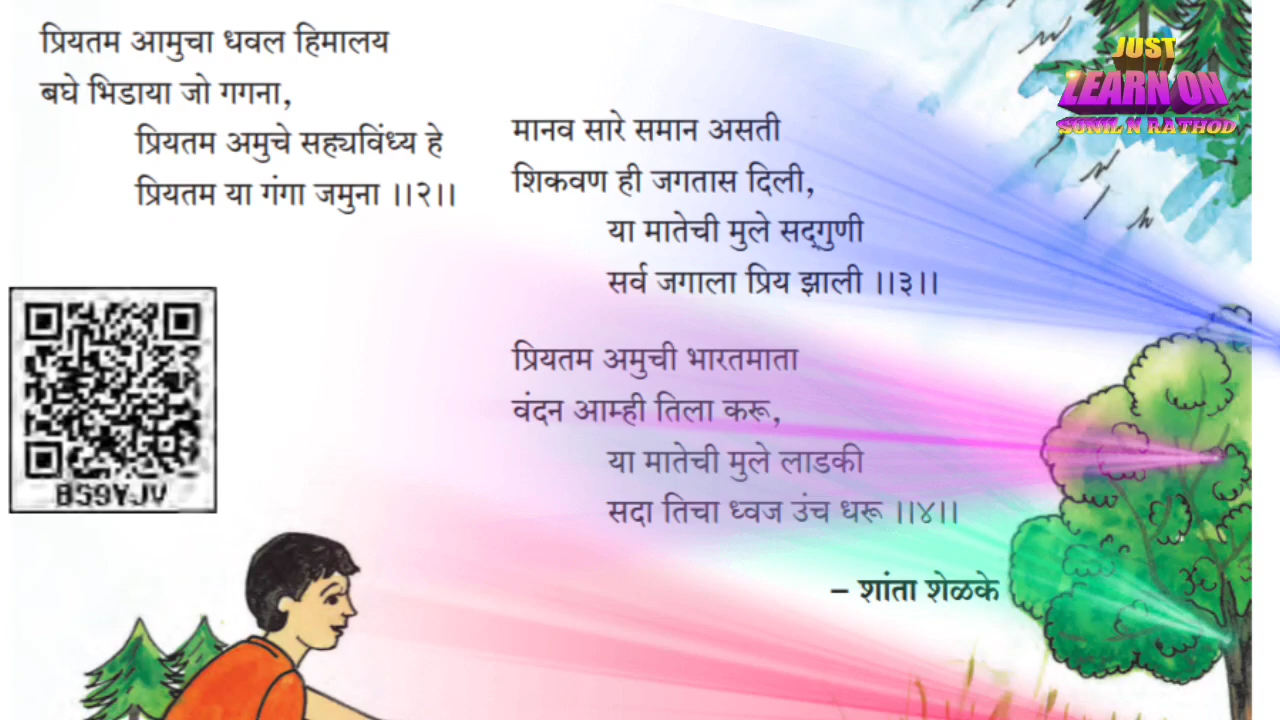 प्रियतम आमुचा धवल हिमालय
बघे भिडाया जो गगना,
प्रियतम अमुचे सह्यविंध्य हे
प्रियतम या गंगा जमुना ।।२।।
मानव सारे समान असती
शिकवण ही जगतास दिली,
या मातेची मुले सद्‌गुणी
सर्व जगाला प्रिय झाली ।।३।।
प्रियतम अमुची भारतमाता
वंदन आम्ही तिला करू,
या मातेची मुले लाडकी
सदा तिचा ध्वज उंच धरू ।।४।।
– शांता शेळके
JUST
LEARN ON
SUNIL N RATHOD
BS9YJV